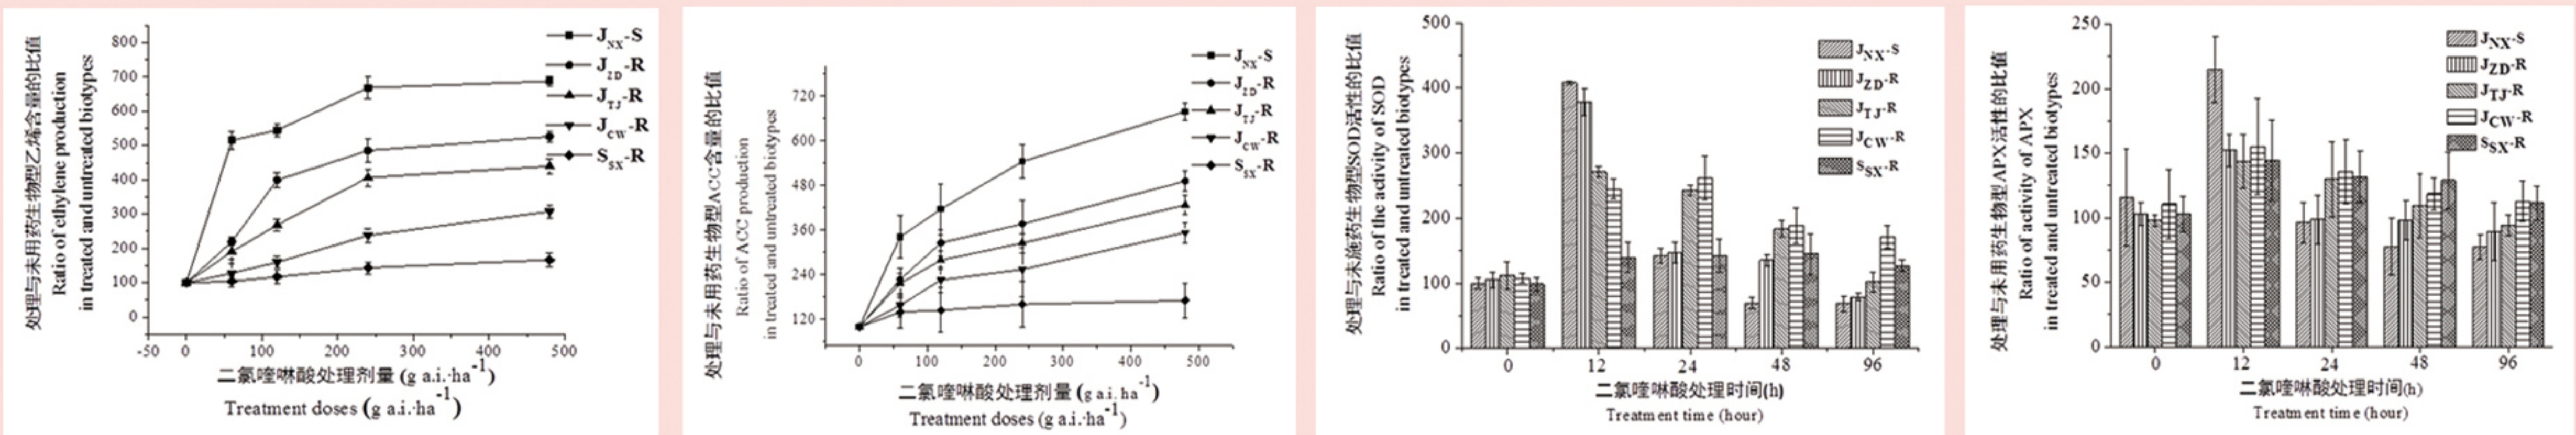 处理与未用药生物型乙烯含量的比值
Ratio of ethylene production
in treated and untreated biotypes
800
700
600
500
400
300
200
100
0
-50
0
100
200
300
400
500
J_NX-S
J_ZD-R
J_TJ-R
J_CW-R
S_SX-R
二氯喹啉酸处理剂量 (g a.i.·ha⁻¹)
Treatment doses (g a.i.·ha⁻¹)
处理与未用药生物型ACC含量的比值
Ratio of ACC production
in treated and untreated biotypes
720
600
480
360
240
120
0
100
200
300
400
500
J_NX-S
J_ZD-R
J_TJ-R
J_CW-R
S_SX-R
二氯喹啉酸处理剂量 (g a.i. ha⁻¹)
Treatment doses (g a.i.·ha⁻¹)
处理与未施药生物型SOD活性的比值
Ratio of the activity of SOD
in treated and untreated biotypes
500
400
300
200
100
0
0
12
24
48
96
J_NX-S
J_ZD-R
J_TJ-R
J_CW-R
S_SX-R
二氯喹啉酸处理时间(h)
Treatment time (hour)
处理与未用药生物型APX活性的比值
Ratio of activity of APX
in treated and untreated biotypes
250
200
150
100
50
0
0
12
24
48
96
J_NX-S
J_ZD-R
J_TJ-R
J_CW-R
S_SX-R
二氯喹啉酸处理时间(h)
Treatment time (hour)